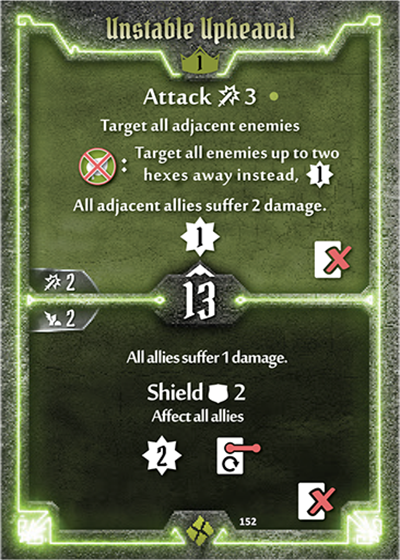 Unstable Upheaval
1
Attack 3
Target all adjacent enemies
: Target all enemies up to two
hexes away instead, 1
All adjacent allies suffer 2 damage.
1
2
13
2
All allies suffer 1 damage.
Shield 2
Affect all allies
2
152